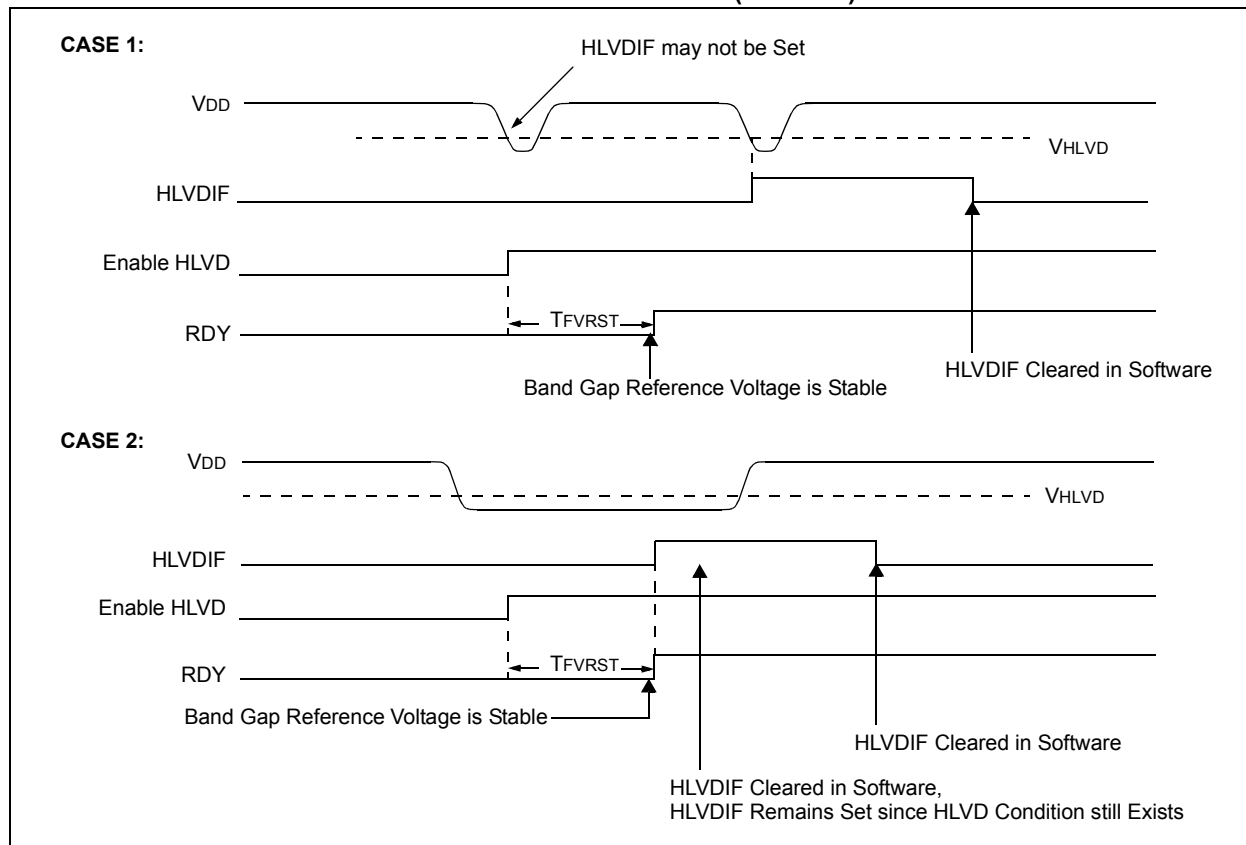 CASE 1:
HLVDIF may not be Set
VDD
VHLVD
HLVDIF
Enable HLVD
TFVRST
RDY
HLVDIF Cleared in Software
Band Gap Reference Voltage is Stable
CASE 2:
VDD
VHLVD
HLVDIF
Enable HLVD
TFVRST
RDY
Band Gap Reference Voltage is Stable
HLVDIF Cleared in Software
HLVDIF Cleared in Software,
HLVDIF Remains Set since HLVD Condition still Exists